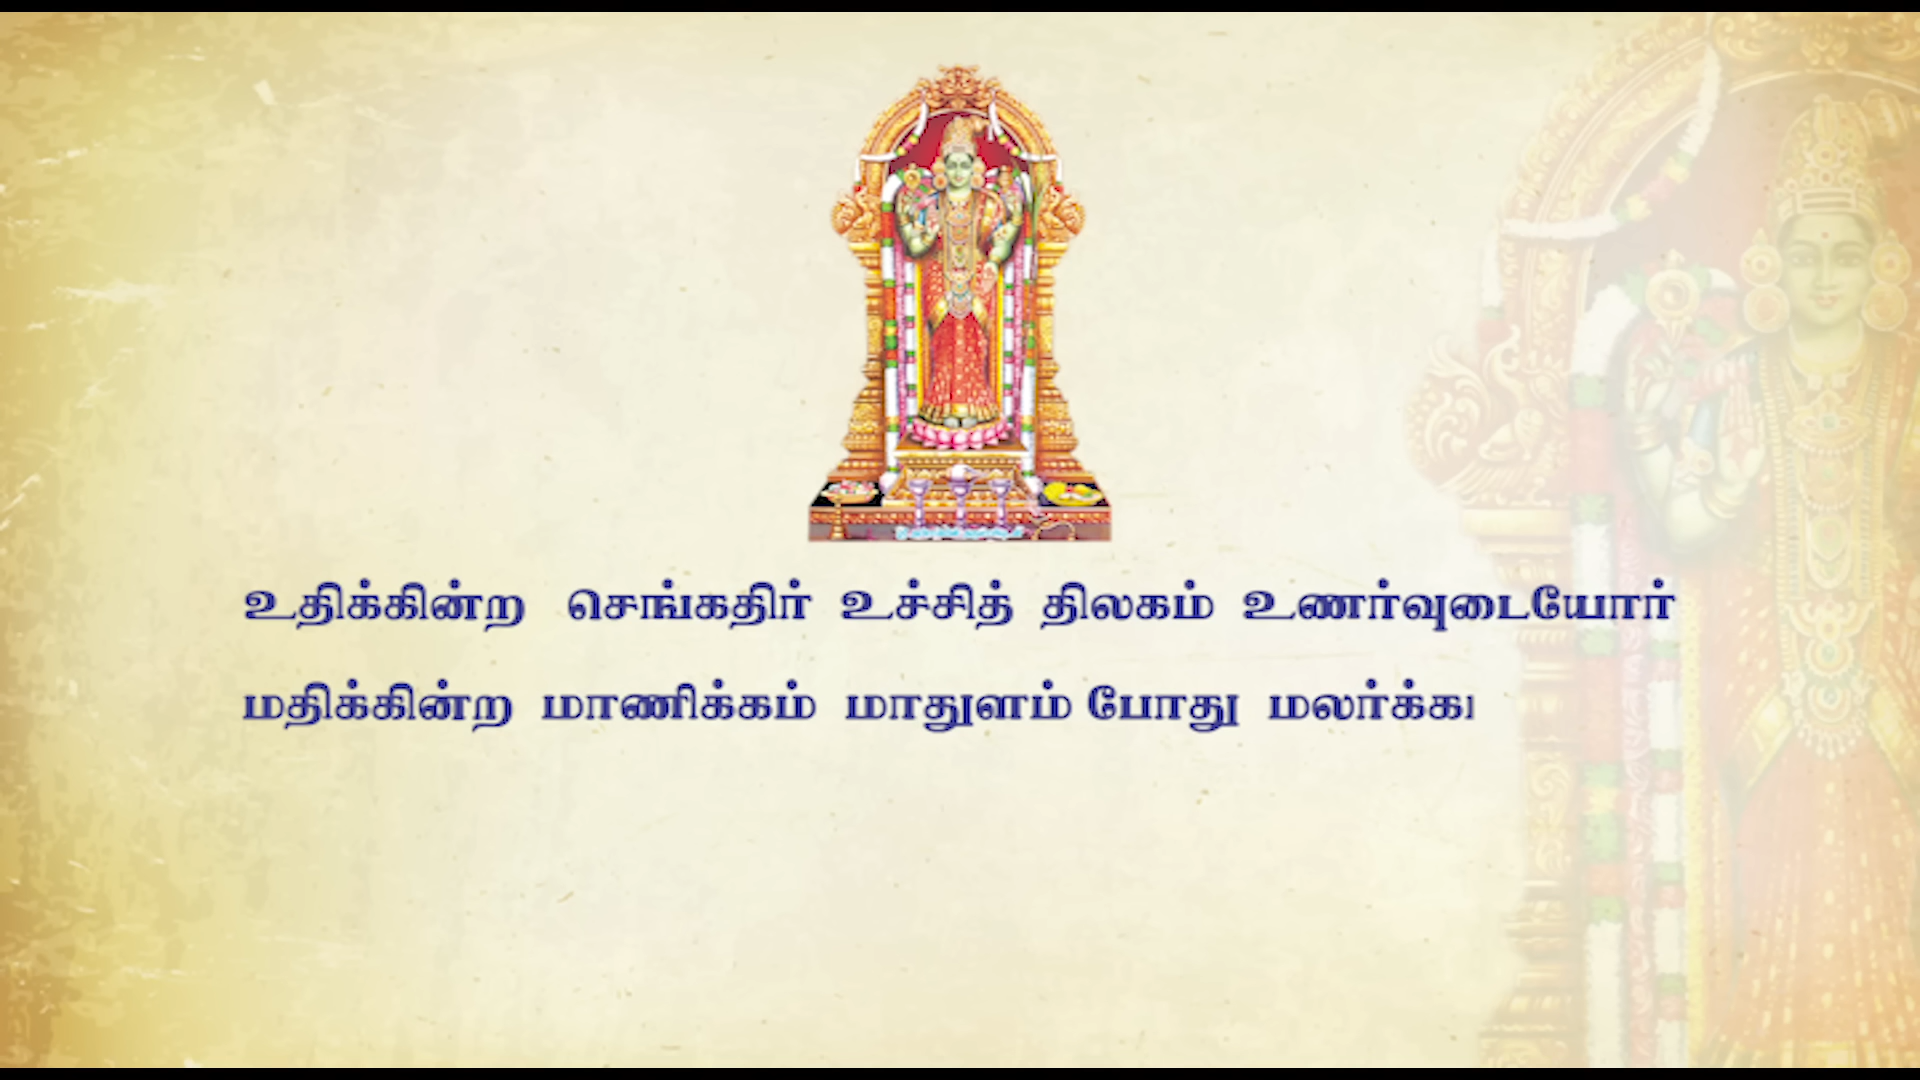 உதிக்கின்ற செங்கதிர் உச்சித் திலகம் உணர்வுடையோர்
மதிக்கின்ற மாணிக்கம் மாதுளம் போது மலர்க்க